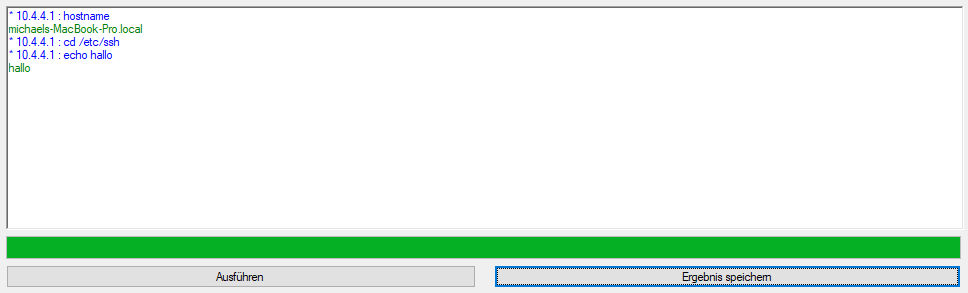 * 10.4.4.1 : hostname
michaels-MacBook-Pro.local
* 10.4.4.1 : cd /etc/ssh
* 10.4.4.1 : echo hallo
hallo
Ausführen
Ergebnis speichern